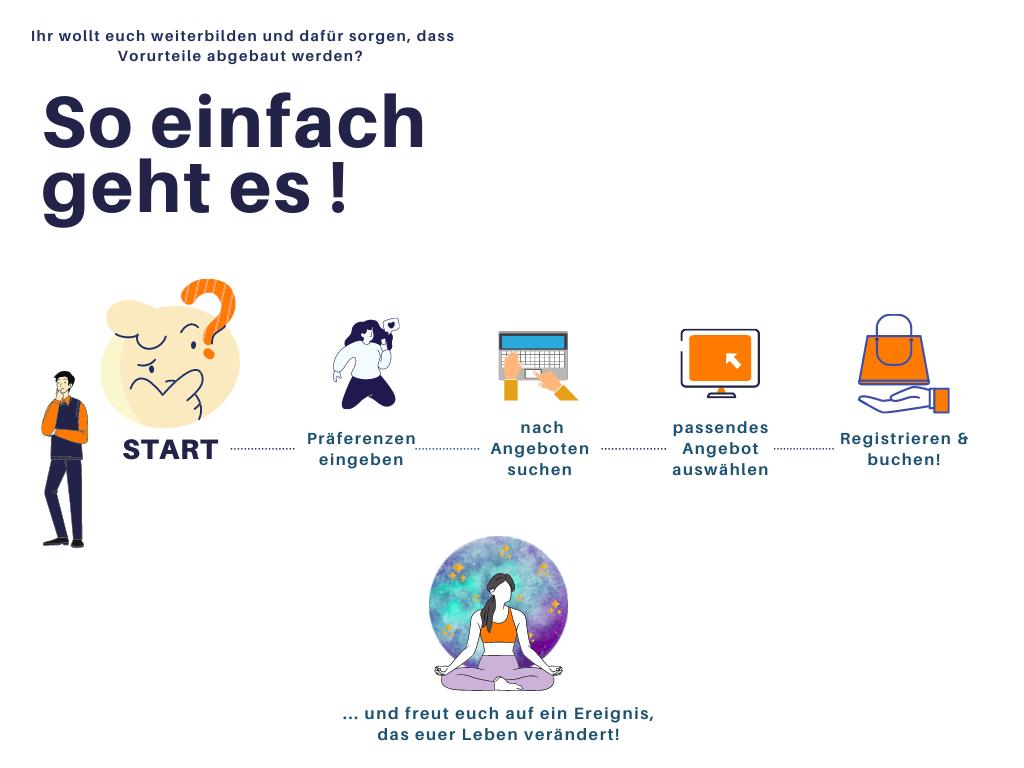 Ihr wollt euch weiterbilden und dafür sorgen, dass
Vorurteile abgebaut werden?
So einfach
geht es !
START
Präferenzen
eingeben
nach
Angeboten
suchen
passendes
Angebot
auswählen
Registrieren &
buchen!
... und freut euch auf ein Ereignis,
das euer Leben verändert!